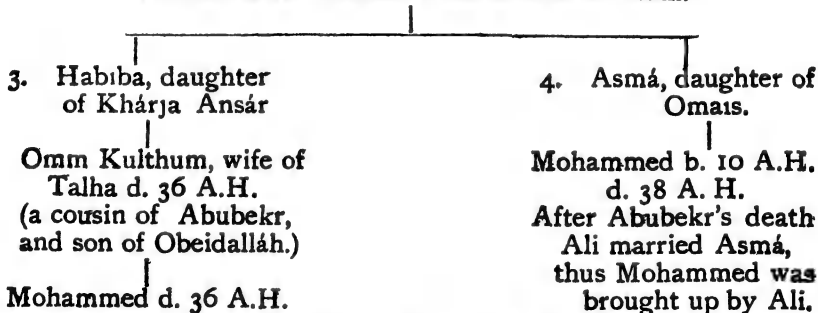 3. Habiba, daughter
of Khárja Ansár
Omm Kulthum, wife of
Talha d. 36 A.H.
(a cousin of Abubekr,
and son of Obeidalláh.)
Mohammed d. 36 A.H.
4. Asmá, daughter of
Omais.
Mohammed b. 10 A.H.
d. 38 A. H.
After Abubekr's death
Ali married Asmá,
thus Mohammed was
brought up by Ali.